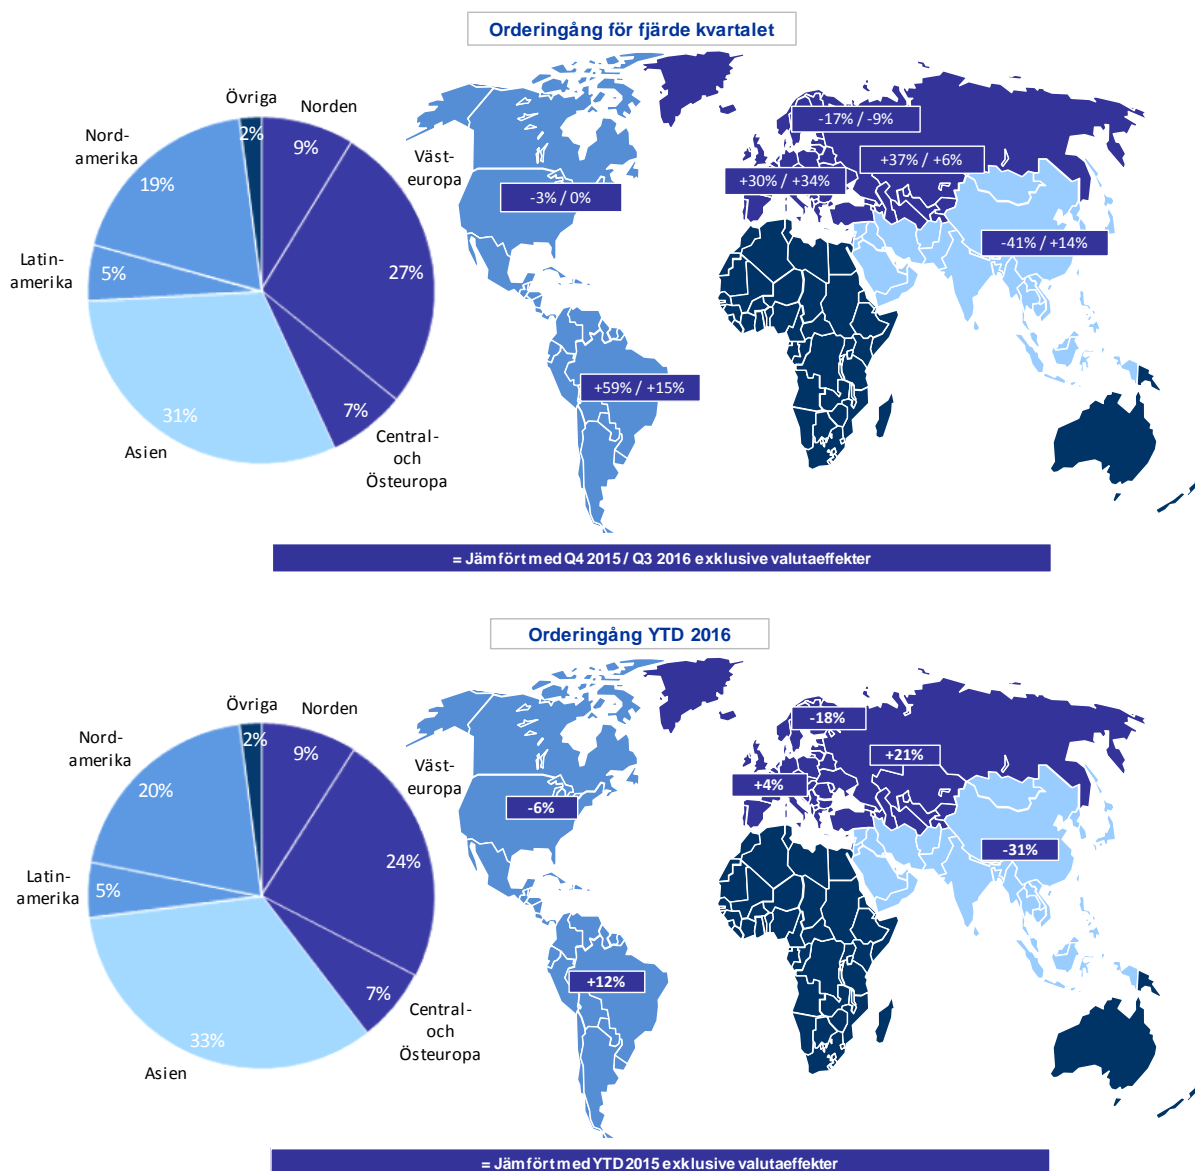 Orderingång för fjärde kvartalet
Övriga
Norden
2%
9%
Nord-
amerika
19%
Väst-
europa
27%
Latin-
amerika
5%
31%
7%
Asien
Central-
och
Östeuropa
-17% / -9%
+37% / +6%
+30% / +34%
-3% / 0%
-41% / +14%
+59% / +15%
= Jämfört med Q4 2015 / Q3 2016 exklusive valutaeffekter
Orderingång YTD 2016
Övriga
Norden
2%
9%
Nord-
amerika
20%
Väst-
europa
24%
Latin-
amerika
5%
33%
7%
Asien
Central-
och
Östeuropa
-18%
+21%
+4%
-6%
-31%
+12%
= Jämfört med YTD 2015 exklusive valutaeffekter